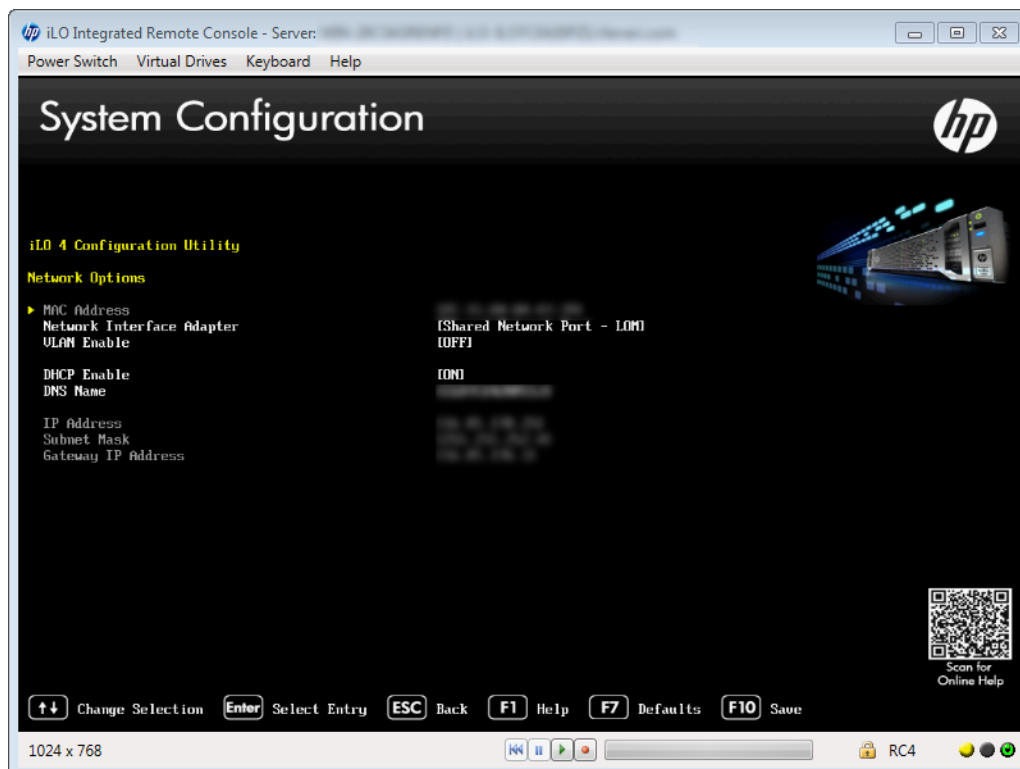 hp iLO Integrated Remote Console - Server:
Power Switch Virtual Drives Keyboard Help
System Configuration
hp
iLO 4 Configuration Utility
Network Options
MAC Address
Network Interface Adapter [Shared Network Port - LOM]
VLAN Enable [OFF]
DHCP Enable [ON]
DNS Name
IP Address
Subnet Mask
Gateway IP Address
Scan for
Online Help
Change Selection Enter Select Entry ESC Back F1 Help F7 Defaults F10 Save
1024 x 768 RC4